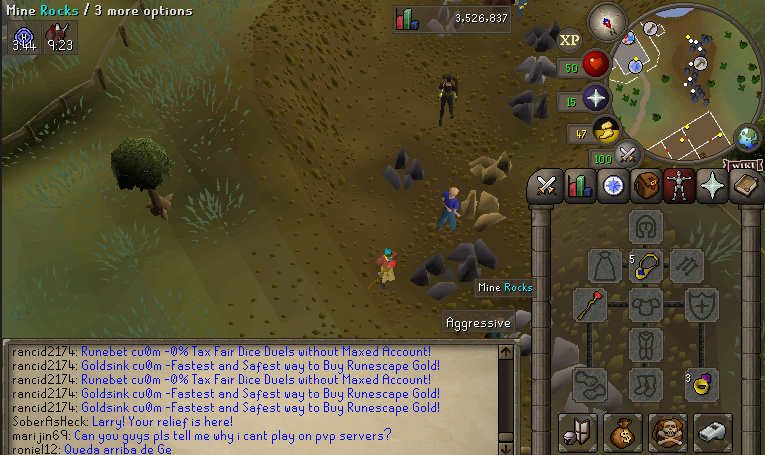 Mine Rocks / 3 more options
3:44 9:23
3,526,837
XP
50
15
47
100
WIKI
5
Mine Rocks
Aggressive
3
rancid2174: Runebet cu0m -0% Tax Fair Dice Duels without Maxed Account!
rancid2174: Goldsink cu0m -Fastest and Safest way to Buy Runescape Gold!
rancid2174: Runebet cu0m -0% Tax Fair Dice Duels without Maxed Account!
rancid2174: Goldsink cu0m -Fastest and Safest way to Buy Runescape Gold!
rancid2174: Goldsink cu0m -Fastest and Safest way to Buy Runescape Gold!
SoberAsHeck: Larry! Your relief is here!
marijin69: Can you guys pls tell me why i cant play on pvp servers?
roniel12: Queda arriba de Ge